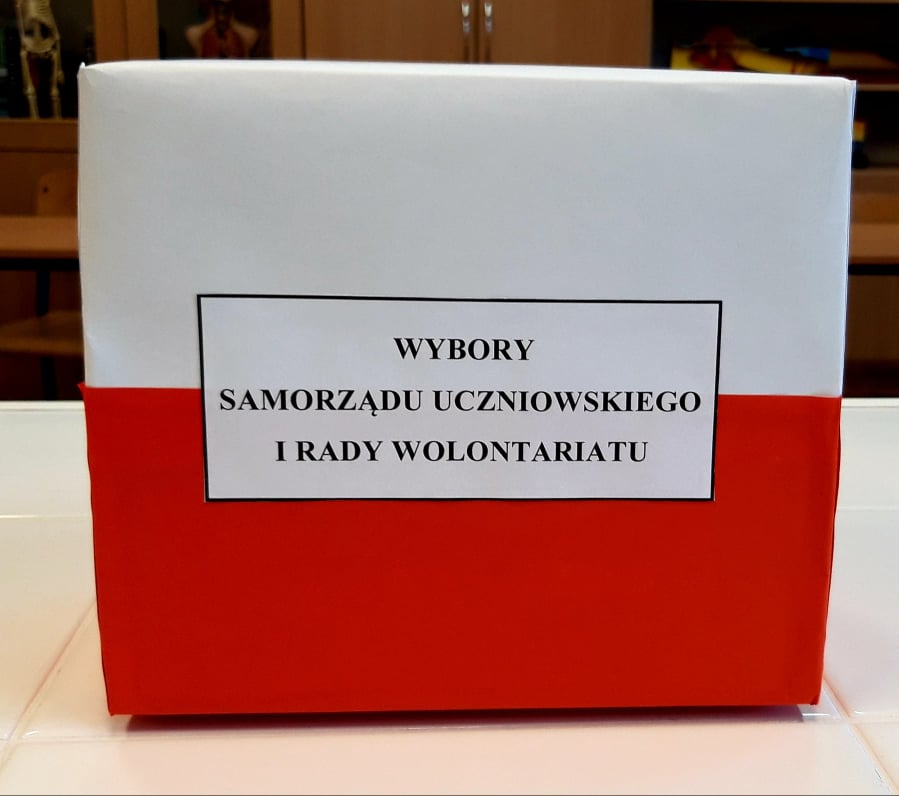 WYBORY
SAMORZĄDU UCZNIOWSKIEGO
I RADY WOLONTARIATU